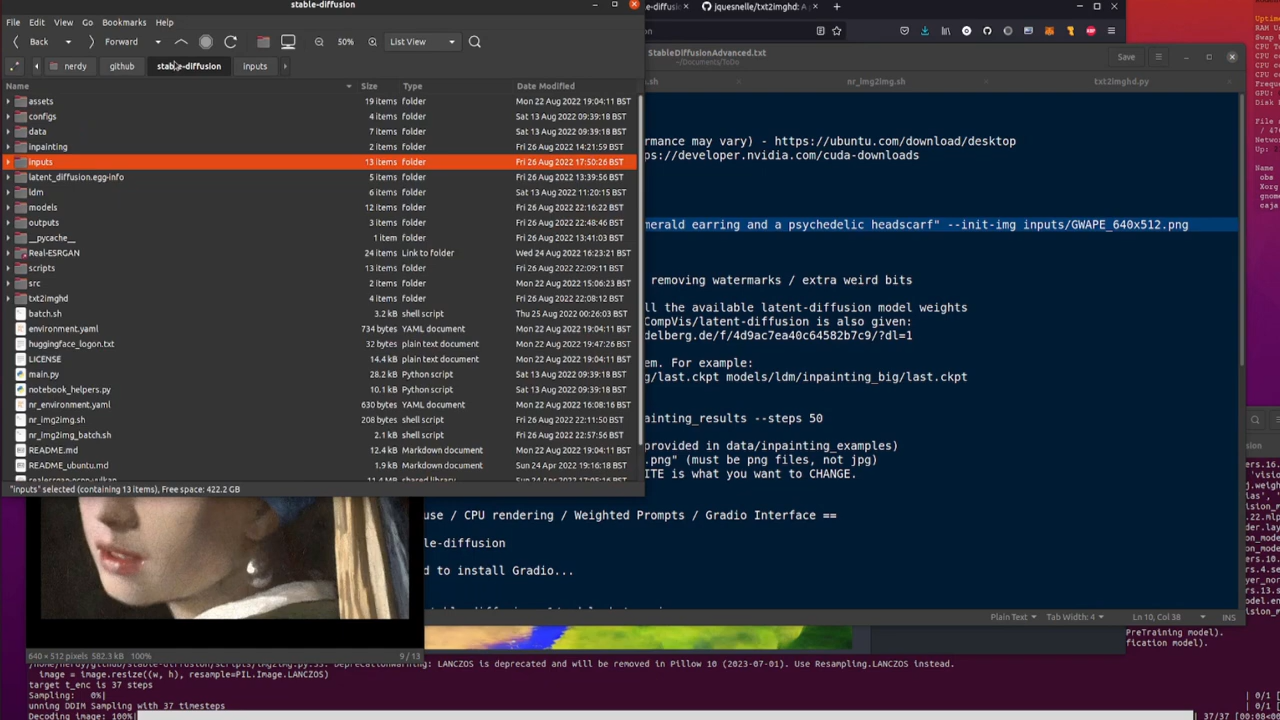 stable-diffusion
File Edit View Go Bookmarks Help
Back Forward 50% List View
nerdy github stable-diffusion inputs
Name Size Type Date Modified
assets 19 items folder Mon 22 Aug 2022 19:04:11 BST
configs 4 items folder Sat 13 Aug 2022 09:39:18 BST
data 7 items folder Sat 13 Aug 2022 09:39:18 BST
inpainting 2 items folder Fri 26 Aug 2022 14:21:59 BST
inputs 13 items folder Fri 26 Aug 2022 17:50:26 BST
latent_diffusion.egg-info 5 items folder Fri 26 Aug 2022 13:39:56 BST
ldm 6 items folder Sat 13 Aug 2022 11:20:15 BST
models 12 items folder Fri 26 Aug 2022 22:16:22 BST
outputs 3 items folder Fri 26 Aug 2022 22:48:46 BST
__pycache__ 1 item folder Fri 26 Aug 2022 13:41:03 BST
Real-ESRGAN 24 items Link to folder Wed 24 Aug 2022 16:23:21 BST
scripts 13 items folder Fri 26 Aug 2022 22:09:11 BST
src 2 items folder Mon 22 Aug 2022 15:06:23 BST
txt2imghd 4 items folder Fri 26 Aug 2022 22:08:12 BST
batch.sh 3.2 kB shell script Thu 25 Aug 2022 00:26:03 BST
environment.yaml 734 bytes YAML document Mon 22 Aug 2022 19:04:11 BST
huggingface_logon.txt 32 bytes plain text document Mon 22 Aug 2022 19:47:26 BST
LICENSE 14.4 kB plain text document Mon 22 Aug 2022 19:04:11 BST
main.py 28.2 kB Python script Sat 13 Aug 2022 09:39:18 BST
notebook_helpers.py 10.1 kB Python script Sat 13 Aug 2022 09:39:18 BST
nr_environment.yaml 630 bytes YAML document Mon 22 Aug 2022 16:08:16 BST
nr_img2img.sh 208 bytes shell script Fri 26 Aug 2022 22:11:50 BST
nr_img2img_batch.sh 2.1 kB shell script Fri 26 Aug 2022 22:57:56 BST
README.md 12.4 kB Markdown document Mon 22 Aug 2022 19:04:11 BST
README_ubuntu.md 1.9 kB Markdown document Sun 24 Apr 2022 19:16:18 BST
"inputs" selected (containing 13 items), Free space: 422.2 GB
640 × 512 pixels 582.3 kB 100% 9 / 13
jquesnelle/txt2imghd: A
StableDiffusionAdvanced.txt
~/Documents/ToDo
Save
.sh nr_img2img.sh txt2imghd.py
rmance may vary) - https://ubuntu.com/download/desktop
ps://developer.nvidia.com/cuda-downloads
merald earring and a psychedelic headscarf" --init-img inputs/GWAPE_640x512.png
removing watermarks / extra weird bits
ll the available latent-diffusion model weights
CompVis/latent-diffusion is also given:
delberg.de/f/4d9ac7ea40c64582b7c9/?dl=1
em. For example:
g/last.ckpt models/ldm/inpainting_big/last.ckpt
ainting_results --steps 50
provided in data/inpainting_examples)
.png" (must be png files, not jpg)
ITE is what you want to CHANGE.
use / CPU rendering / Weighted Prompts / Gradio Interface ==
le-diffusion
d to install Gradio...
Plain Text Tab Width: 4 Ln 10, Col 38 INS
PreTraining model).
fication model).
/home/nerdy/github/stable-diffusion/scripts/img2img.py:55: DeprecationWarning: LANCZOS is deprecated and will be removed in Pillow 10 (2023-07-01). Use Resampling.LANCZOS instead.
image = image.resize((w, h), resample=PIL.Image.LANCZOS)
target t_enc is 37 steps
Sampling: 0%|
unning DDIM Sampling with 37 timesteps
Decoding image: 100%| 37/37 [00:08<00